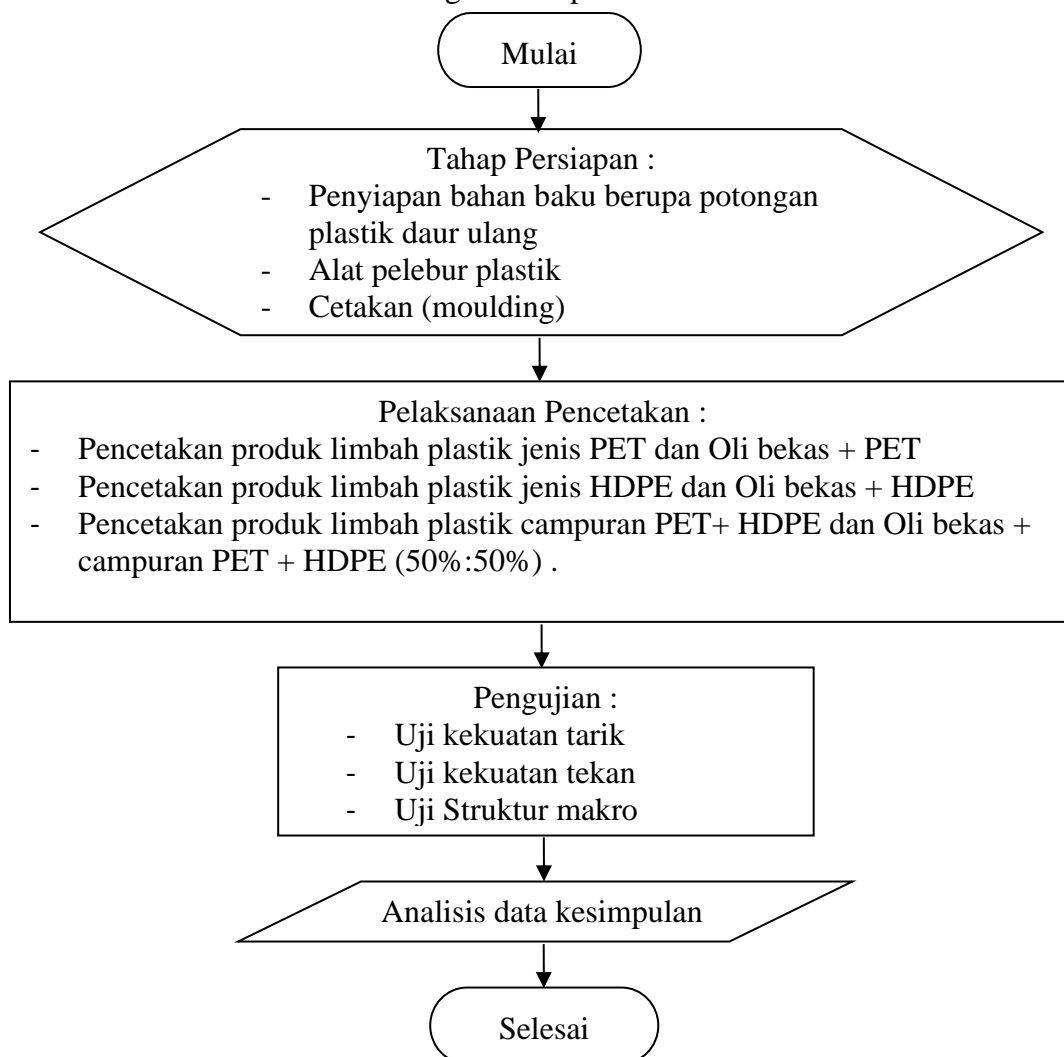 Mulai
Tahap Persiapan :
- Penyiapan bahan baku berupa potongan
plastik daur ulang
- Alat pelebur plastik
- Cetakan (moulding)
Pelaksanaan Pencetakan :
- Pencetakan produk limbah plastik jenis PET dan Oli bekas + PET
- Pencetakan produk limbah plastik jenis HDPE dan Oli bekas + HDPE
- Pencetakan produk limbah plastik campuran PET+ HDPE dan Oli bekas +
campuran PET + HDPE (50%:50%) .
Pengujian :
- Uji kekuatan tarik
- Uji kekuatan tekan
- Uji Struktur makro
Analisis data kesimpulan
Selesai